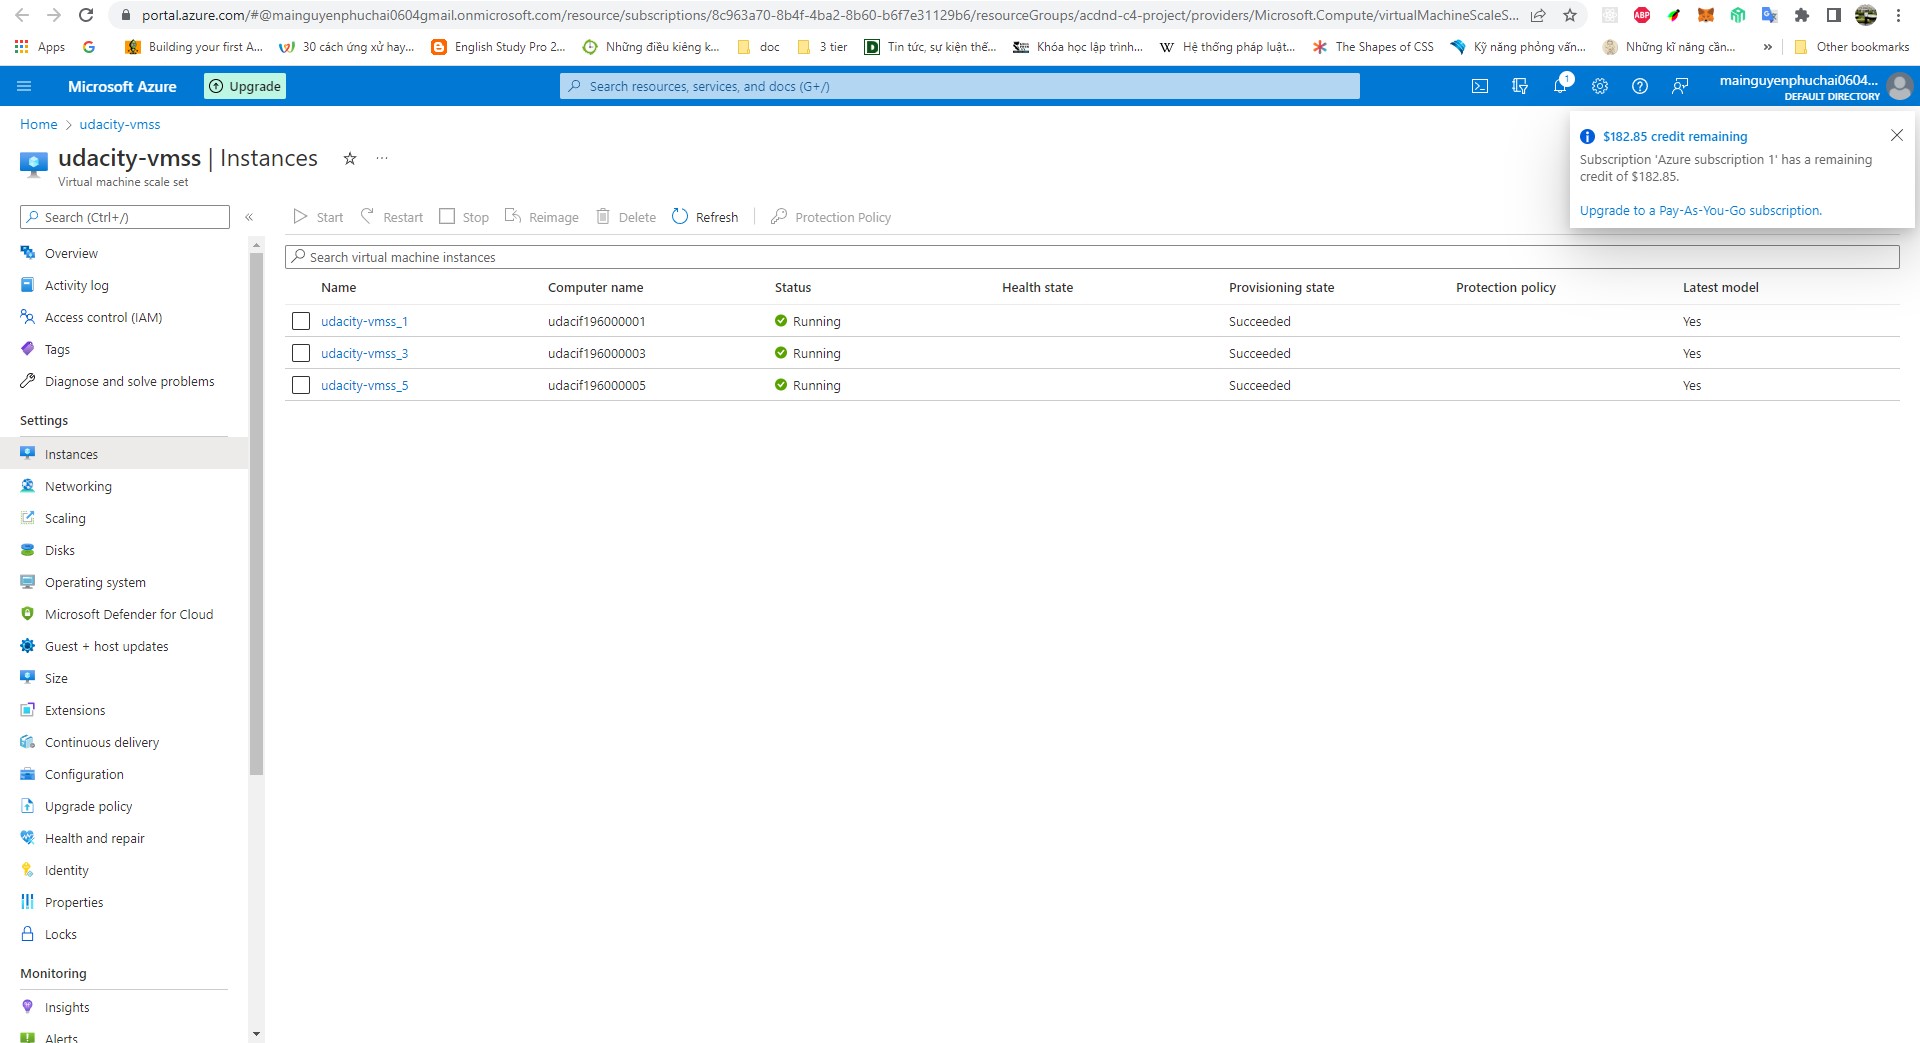 portal.azure.com/#@mainguyenphuchai0604gmail.onmicrosoft.com/resource/subscriptions/8c963a70-8b4f-4ba2-8b60-b6f7e31129b6/resourceGroups/acdnd-c4-project/providers/Microsoft.Compute/virtualMachineScaleS...
ABP
Apps Building your first A... 30 cách ứng xử hay... English Study Pro 2... Những điều kiêng k... doc 3 tier Tin tức, sự kiện thế... Khóa học lập trình... Hệ thống pháp luật... The Shapes of CSS Kỹ năng phỏng vấn... Những kĩ năng cần... » Other bookmarks
Microsoft Azure Upgrade Search resources, services, and docs (G+/) 1 mainguyenphuchai0604...
DEFAULT DIRECTORY
Home > udacity-vmss
$182.85 credit remaining
Subscription 'Azure subscription 1' has a remaining
credit of $182.85.
Upgrade to a Pay-As-You-Go subscription.
udacity-vmss | Instances ...
Virtual machine scale set
Search (Ctrl+/) «
Start Restart Stop Reimage Delete Refresh Protection Policy
Search virtual machine instances
Name Computer name Status Health state Provisioning state Protection policy Latest model
udacity-vmss_1 udacif196000001 Running Succeeded Yes
udacity-vmss_3 udacif196000003 Running Succeeded Yes
udacity-vmss_5 udacif196000005 Running Succeeded Yes
Overview
Activity log
Access control (IAM)
Tags
Diagnose and solve problems
Settings
Instances
Networking
Scaling
Disks
Operating system
Microsoft Defender for Cloud
Guest + host updates
Size
Extensions
Continuous delivery
Configuration
Upgrade policy
Health and repair
Identity
Properties
Locks
Monitoring
Insights
Alerts